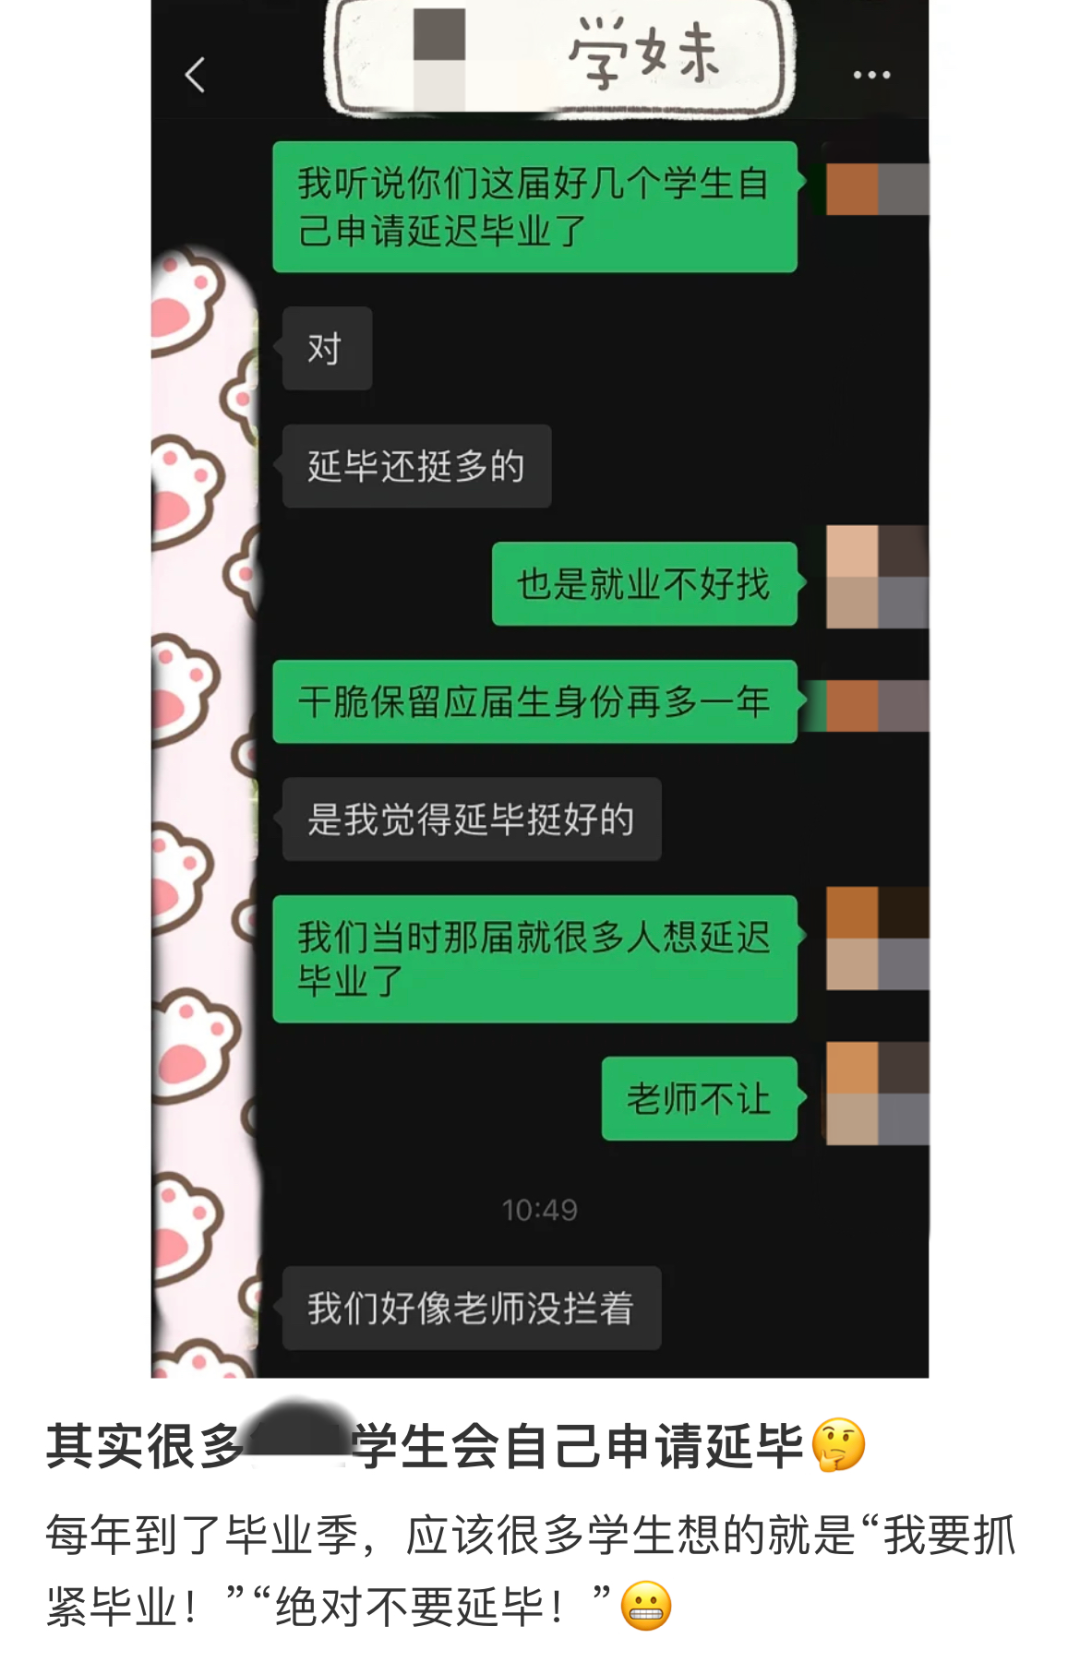 学妹
我听说你们这届好几个学生自
己申请延迟毕业了
对
延毕还挺多的
也是就业不好找
干脆保留应届生身份再多一年
是我觉得延毕挺好的
我们当时那届就很多人想延迟
毕业了
老师不让
10:49
我们好像老师没拦着
其实很多学生会自己申请延毕🤔
每年到了毕业季，应该很多学生想的就是“我要抓
紧毕业！”“绝对不要延毕！”😬